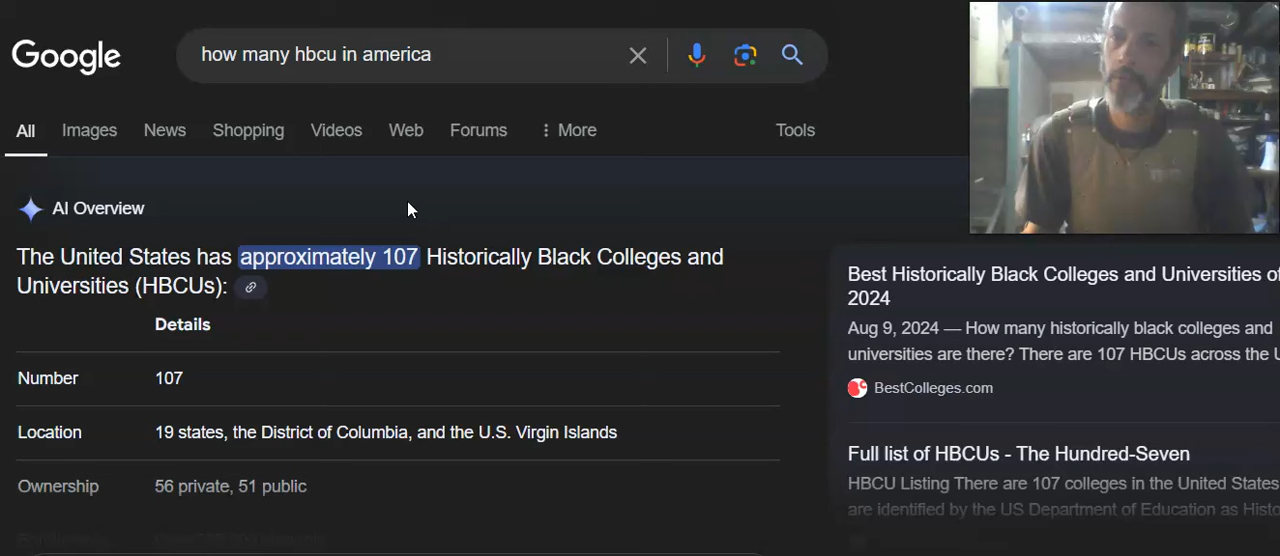 Google
how many hbcu in america
All Images News Shopping Videos Web Forums More Tools
AI Overview
The United States has approximately 107 Historically Black Colleges and
Universities (HBCUs):
Details
Number 107
Location 19 states, the District of Columbia, and the U.S. Virgin Islands
Ownership 56 private, 51 public
Best Historically Black Colleges and Universities of
2024
Aug 9, 2024 — How many historically black colleges and
universities are there? There are 107 HBCUs across the U
BestColleges.com
Full list of HBCUs - The Hundred-Seven
HBCU Listing There are 107 colleges in the United States
are identified by the US Department of Education as Histo